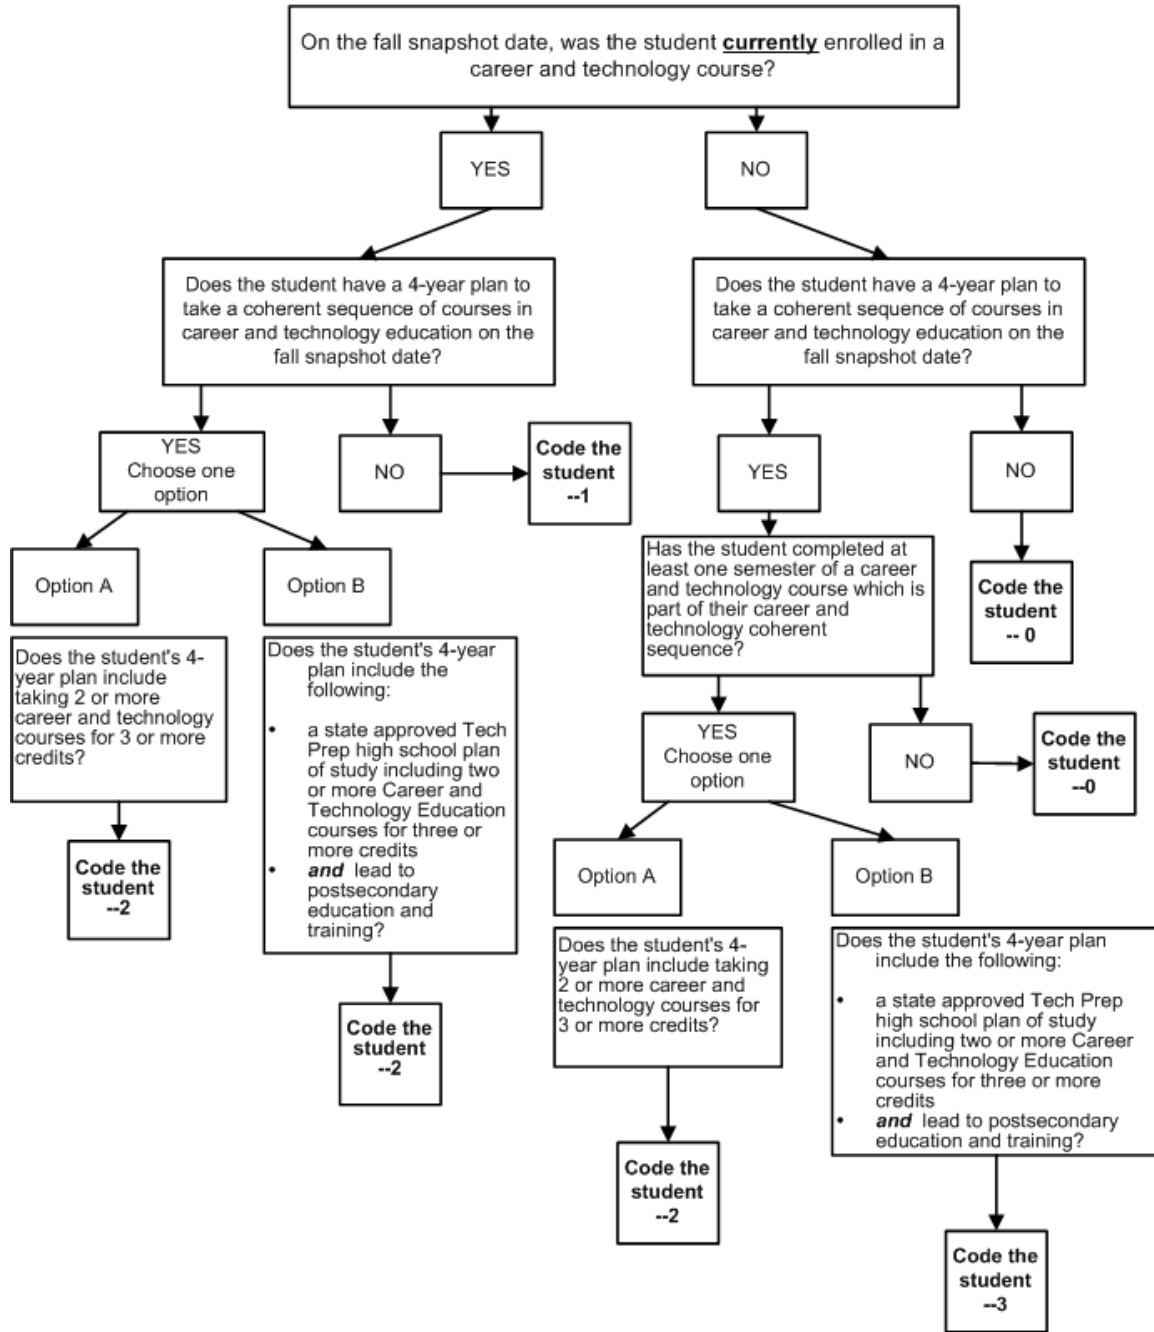 On the fall snapshot date, was the student currently enrolled in a
career and technology course?
YES
NO
Does the student have a 4-year plan to
take a coherent sequence of courses in
career and technology education on the
fall snapshot date?
Does the student have a 4-year plan to
take a coherent sequence of courses in
career and technology education on the
fall snapshot date?
YES
Choose one
option
NO
Code the
student
--1
YES
NO
Option A
Option B
Has the student completed at
least one semester of a career
and technology course which is
part of their career and
technology coherent
sequence?
Code the
student
-- 0
Does the student's 4-
year plan include
taking 2 or more
career and technology
courses for 3 or more
credits?
Does the student's 4-year
plan include the
following:
• a state approved Tech
Prep high school plan
of study including two
or more Career and
Technology Education
courses for three or
more credits
• and lead to
postsecondary
education and
training?
YES
Choose one
option
NO
Code the
student
--0
Code the
student
--2
Option A
Option B
Code the
student
--2
Does the student's 4-
year plan include taking
2 or more career and
technology courses for
3 or more credits?
Does the student's 4-year plan
include the following:
• a state approved Tech Prep
high school plan of study
including two or more Career
and Technology Education
courses for three or more
credits
• and lead to postsecondary
education and training?
Code the
student
--2
Code the
student
--3